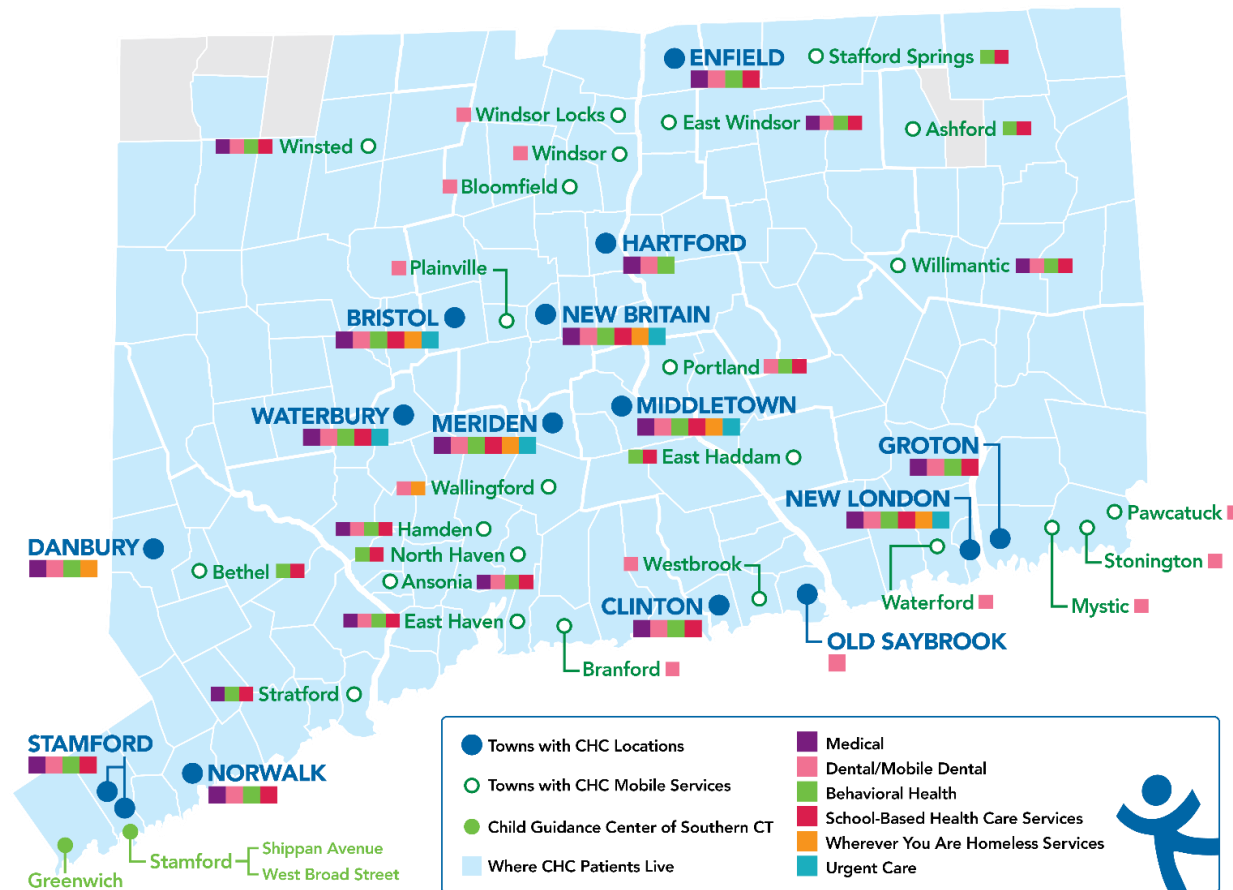 ENFIELD
Stafford Springs
Windsor Locks
East Windsor
Ashford
Winsted
Windsor
Bloomfield
HARTFORD
Plainville
Willimantic
BRISTOL
NEW BRITAIN
Portland
WATERBURY
MERIDEN
MIDDLETOWN
East Haddam
GROTON
Wallingford
NEW LONDON
Pawcatuck
Hamden
DANBURY
North Haven
Bethel
Ansonia
Westbrook
Stonington
CLINTON
Waterford
Mystic
East Haven
OLD SAYBROOK
Branford
Stratford
STAMFORD
NORWALK
Shippan Avenue
Stamford
West Broad Street
Greenwich
Towns with CHC Locations
Towns with CHC Mobile Services
Child Guidance Center of Southern CT
Where CHC Patients Live
Medical
Dental/Mobile Dental
Behavioral Health
School-Based Health Care Services
Wherever You Are Homeless Services
Urgent Care